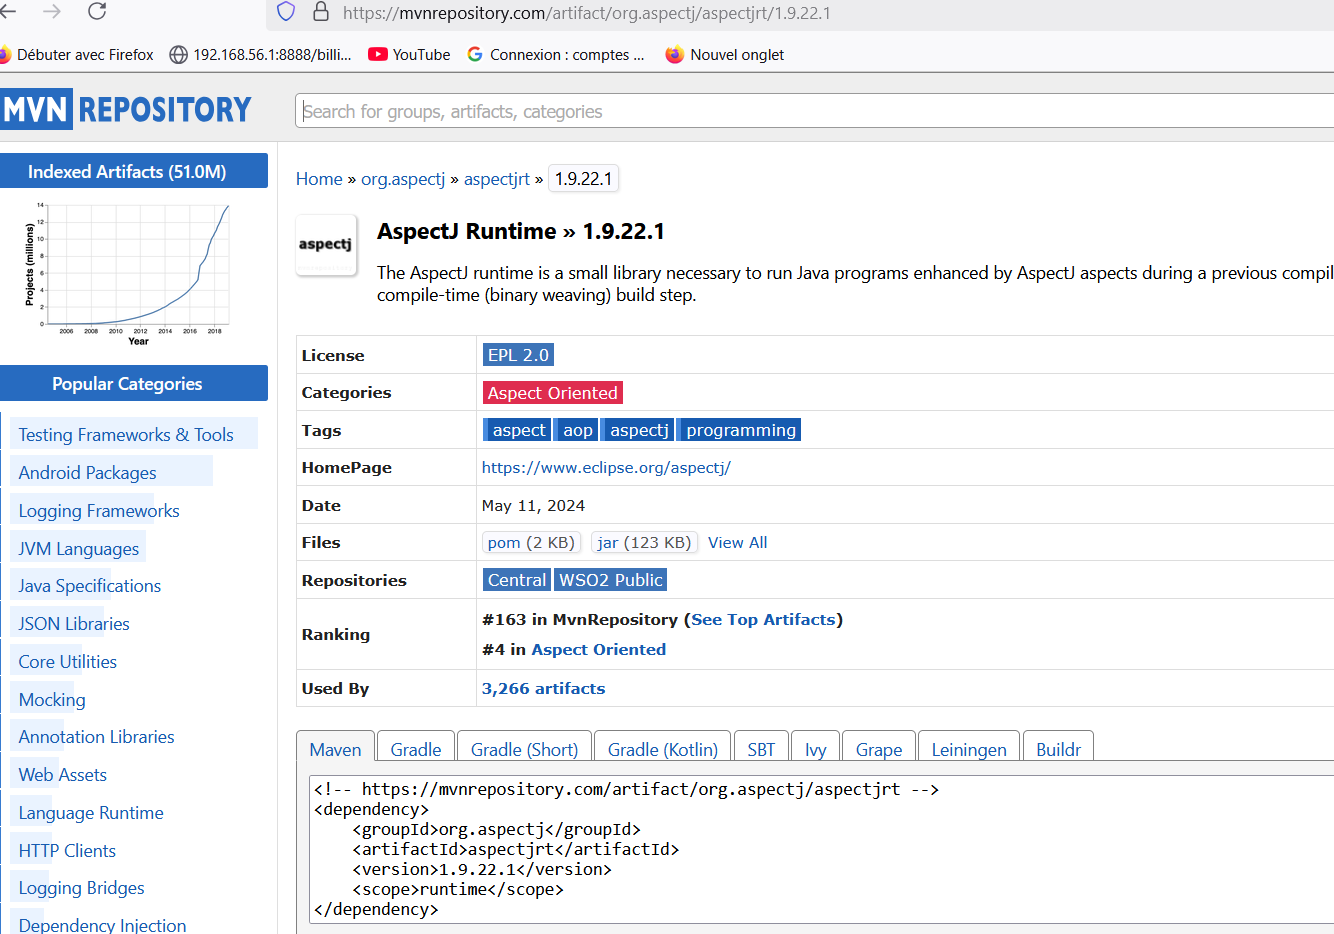 https://mvnrepository.com/artifact/org.aspectj/aspectjrt/1.9.22.1
Débuter avec Firefox 192.168.56.1:8888/billi... YouTube Connexion : comptes ... Nouvel onglet
MVN REPOSITORY
Search for groups, artifacts, categories
Indexed Artifacts (51.0M)
Projects (millions)
14
12
10
8
6
4
2
0
2006 2008 2010 2012 2014 2016 2018
Year
Popular Categories
Testing Frameworks & Tools
Android Packages
Logging Frameworks
JVM Languages
Java Specifications
JSON Libraries
Core Utilities
Mocking
Annotation Libraries
Web Assets
Language Runtime
HTTP Clients
Logging Bridges
Dependency Injection
Home » org.aspectj » aspectjrt » 1.9.22.1
aspectj
AspectJ Runtime » 1.9.22.1
The AspectJ runtime is a small library necessary to run Java programs enhanced by AspectJ aspects during a previous compil
compile-time (binary weaving) build step.
License EPL 2.0
Categories Aspect Oriented
Tags aspect aop aspectj programming
HomePage https://www.eclipse.org/aspectj/
Date May 11, 2024
Files pom (2 KB) jar (123 KB) View All
Repositories Central WSO2 Public
Ranking #163 in MvnRepository (See Top Artifacts)
#4 in Aspect Oriented
Used By 3,266 artifacts
Maven Gradle Gradle (Short) Gradle (Kotlin) SBT Ivy Grape Leiningen Buildr
<!-- https://mvnrepository.com/artifact/org.aspectj/aspectjrt -->
<dependency>
    <groupId>org.aspectj</groupId>
    <artifactId>aspectjrt</artifactId>
    <version>1.9.22.1</version>
    <scope>runtime</scope>
</dependency>